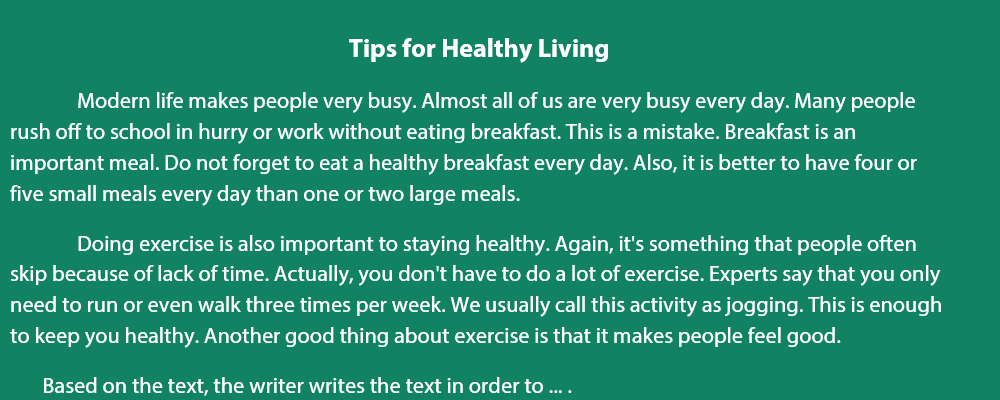 Tips for Healthy Living
Modern life makes people very busy. Almost all of us are very busy every day. Many people
rush off to school in hurry or work without eating breakfast. This is a mistake. Breakfast is an
important meal. Do not forget to eat a healthy breakfast every day. Also, it is better to have four or
five small meals every day than one or two large meals.
Doing exercise is also important to staying healthy. Again, it's something that people often
skip because of lack of time. Actually, you don't have to do a lot of exercise. Experts say that you only
need to run or even walk three times per week. We usually call this activity as jogging. This is enough
to keep you healthy. Another good thing about exercise is that it makes people feel good.
Based on the text, the writer writes the text in order to ... .